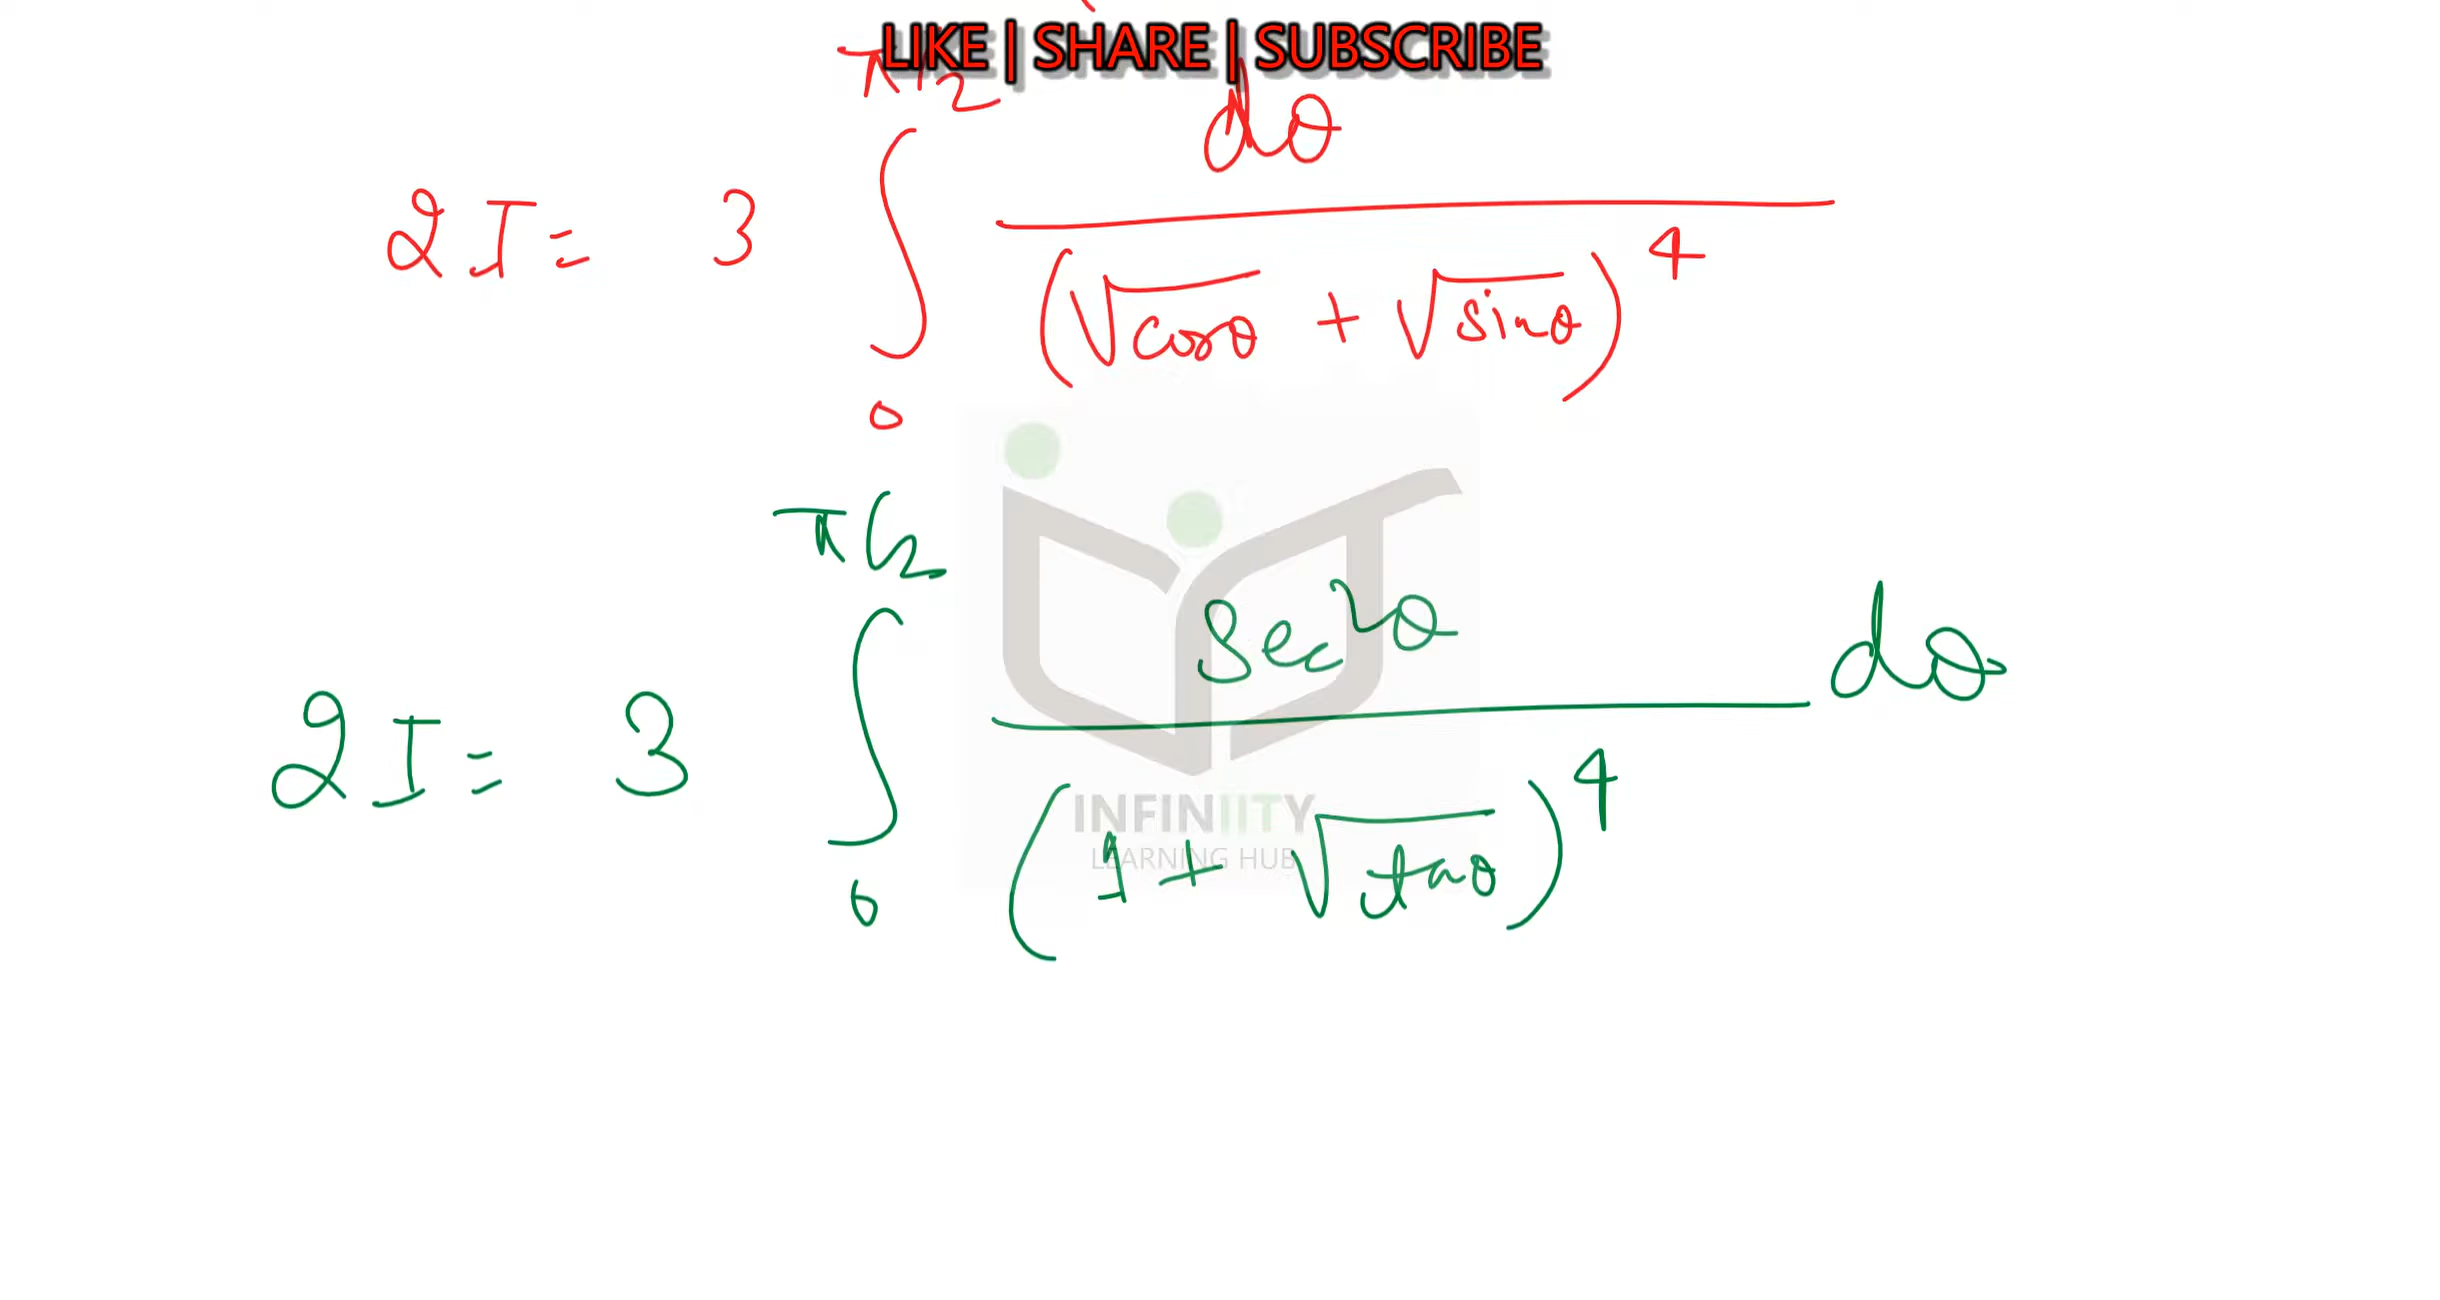 LIKE | SHARE | SUBSCRIBE
π/2
dθ
2I = 3 ∫
(√cosθ + √sinθ)^4
0
π/2
sec²θ
dθ
2I = 3 ∫
(1 + √tanθ)^4
0
INFINIITY
LEARNING HUB